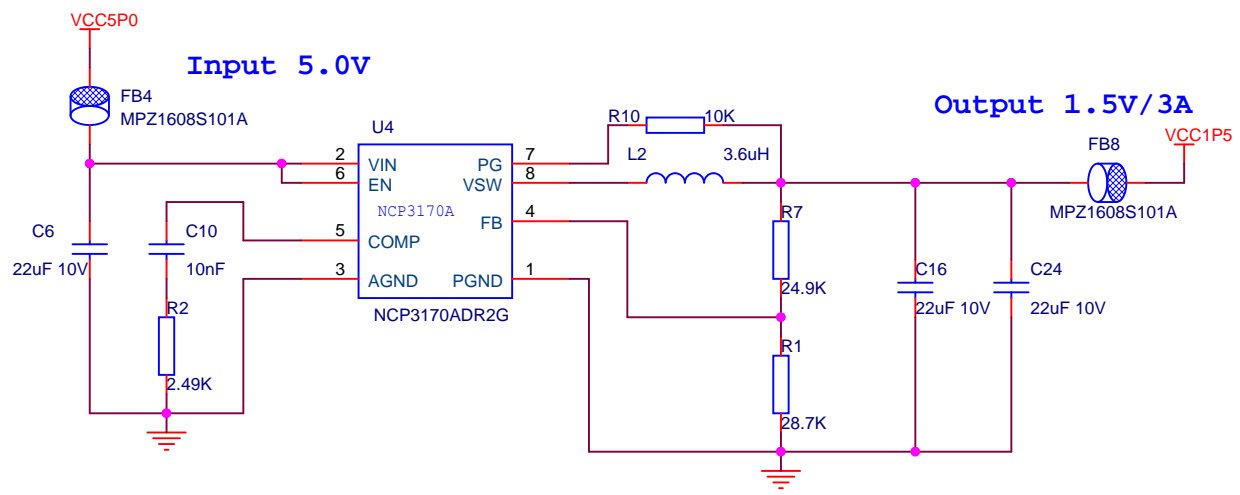 VCC5P0
Input 5.0V
FB4
MPZ1608S101A
Output 1.5V/3A
VCC1P5
R10 10K
U4
FB8
L2 3.6uH
2 VIN PG 7
6 EN VSW 8
NCP3170A
MPZ1608S101A
R7
FB 4
C6
C10
5 COMP
22uF 10V
10nF
3 AGND PGND 1
C16
C24
24.9K
R2
NCP3170ADR2G
22uF 10V
22uF 10V
R1
2.49K
28.7K